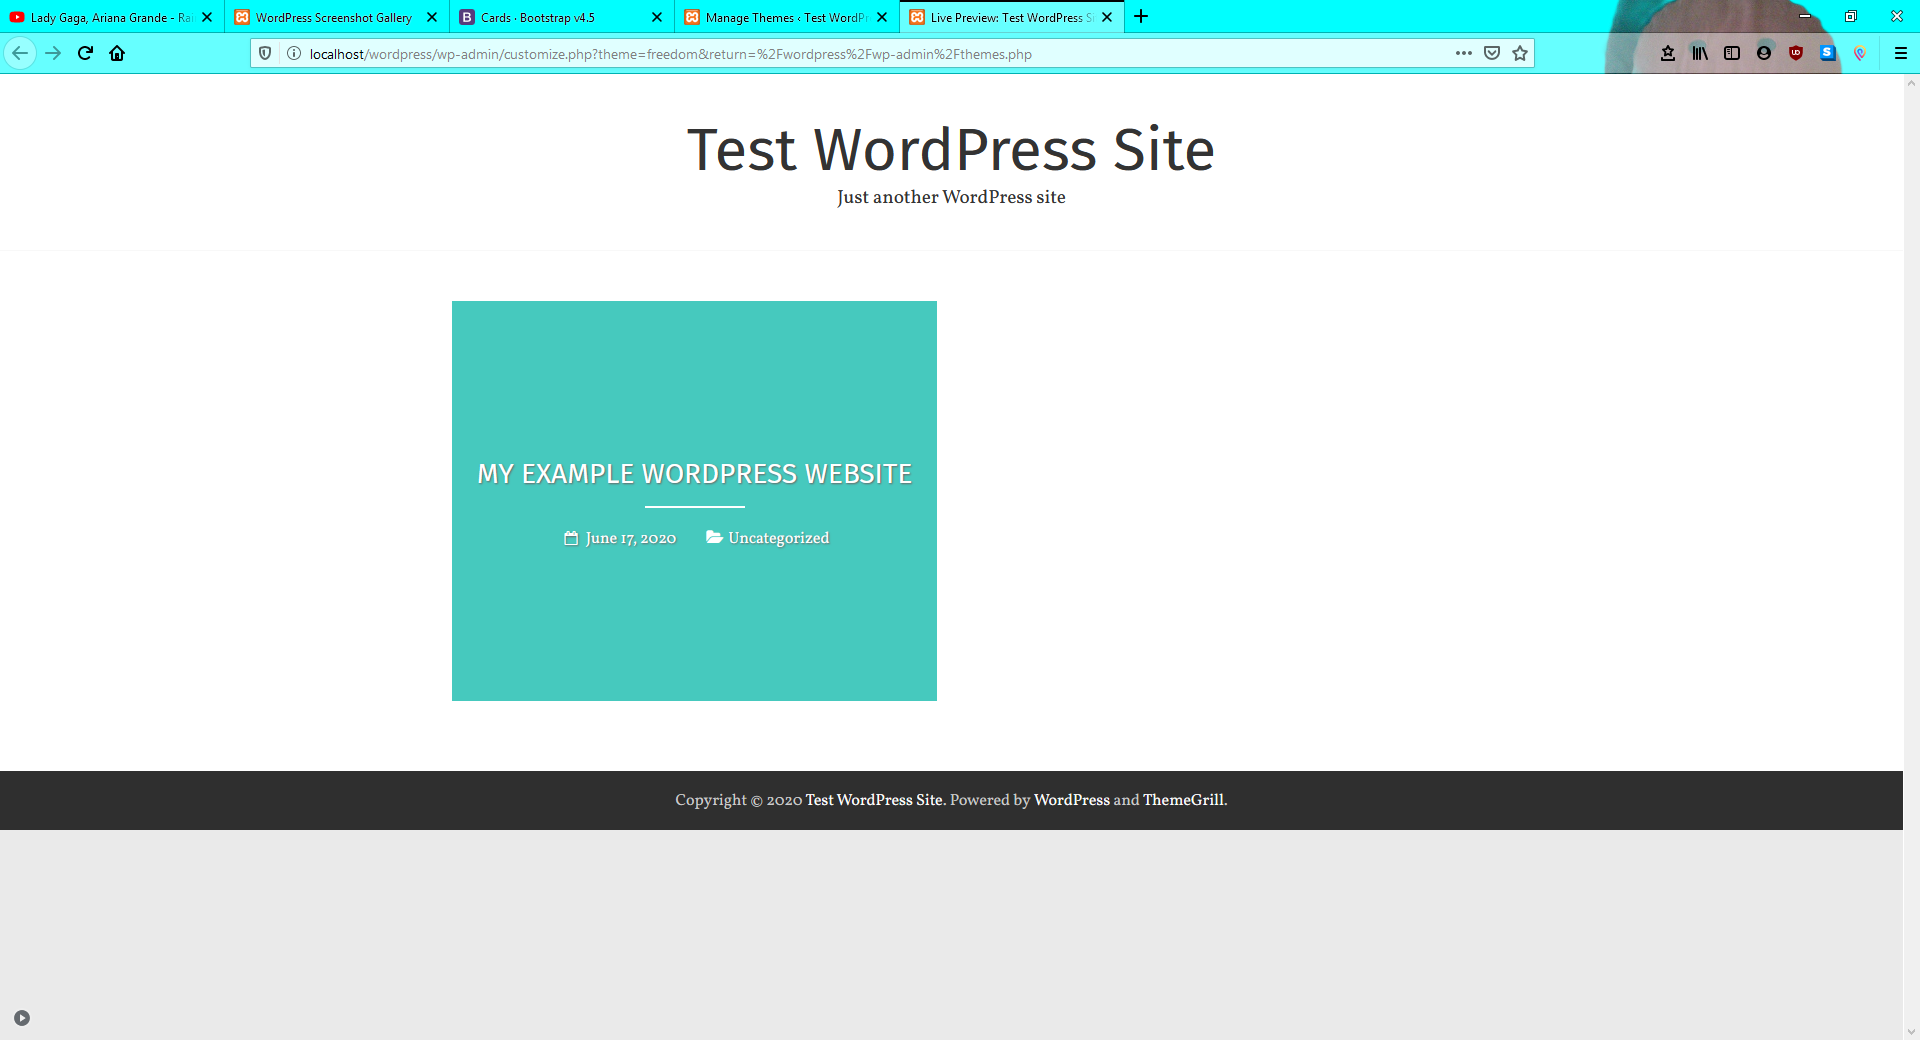 Lady Gaga, Ariana Grande - Rai
WordPress Screenshot Gallery
Cards · Bootstrap v4.5
Manage Themes ‹ Test WordPr
Live Preview: Test WordPress Si
localhost/wordpress/wp-admin/customize.php?theme=freedom&return=%2Fwordpress%2Fwp-admin%2Fthemes.php
Test WordPress Site
Just another WordPress site
MY EXAMPLE WORDPRESS WEBSITE
June 17, 2020 Uncategorized
Copyright © 2020 Test WordPress Site. Powered by WordPress and ThemeGrill.